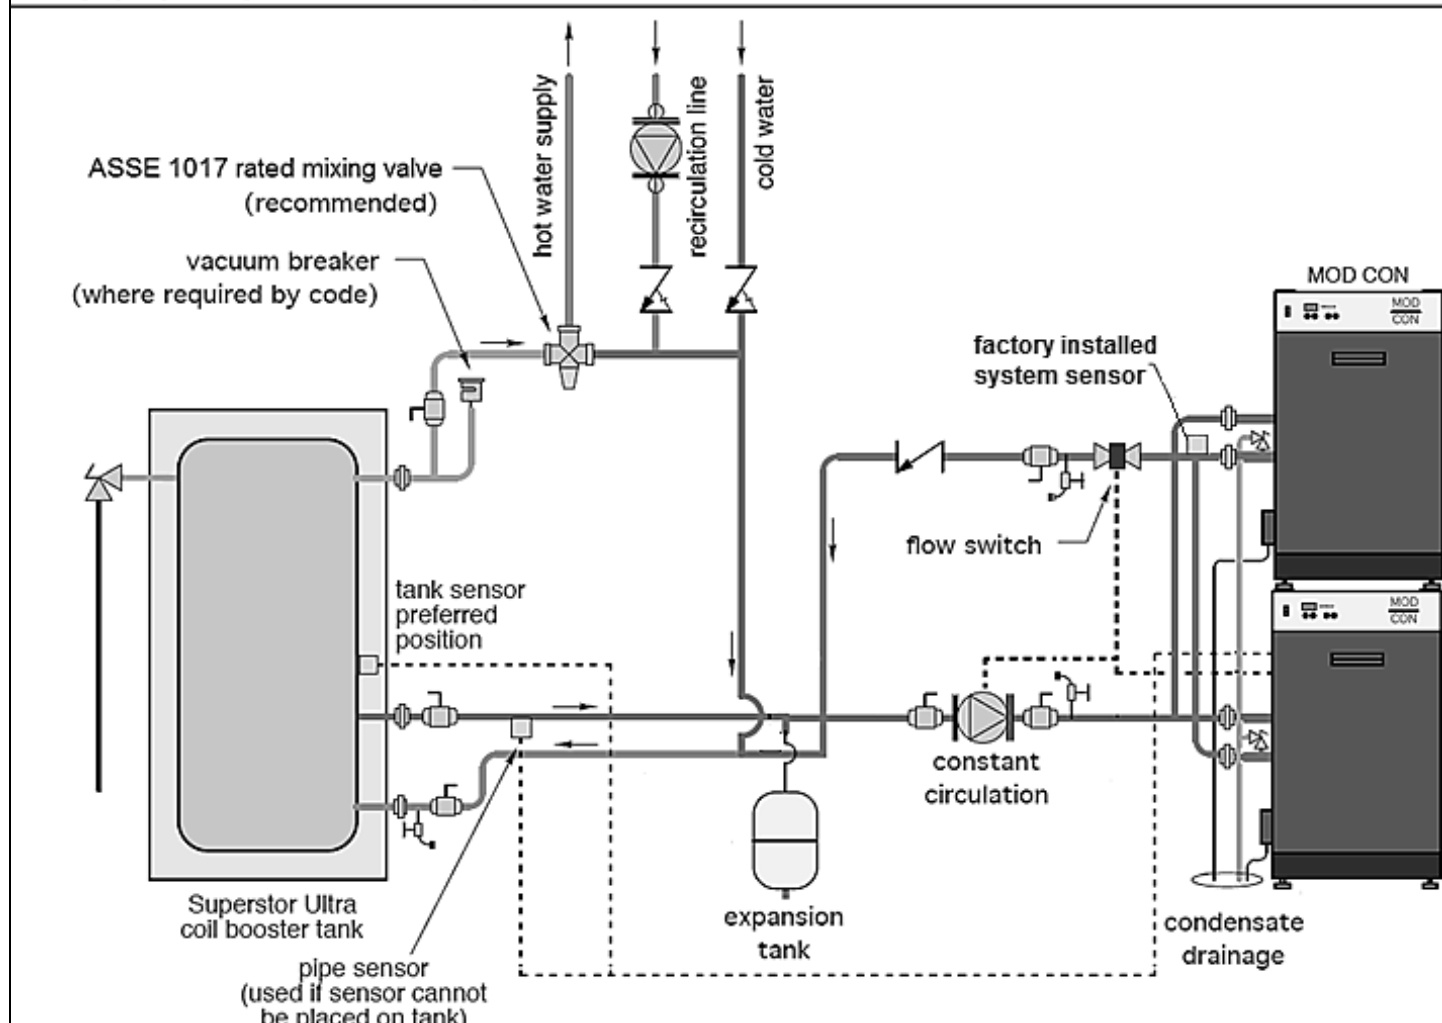 hot water supply
recirculation line
cold water
ASSE 1017 rated mixing valve
(recommended)
vacuum breaker
(where required by code)
MOD CON
MOD
CON
factory installed
system sensor
flow switch
tank sensor
preferred
position
MOD
CON
constant
circulation
Superstor Ultra
coil booster tank
expansion
tank
condensate
drainage
pipe sensor
(used if sensor cannot
be placed on tank)